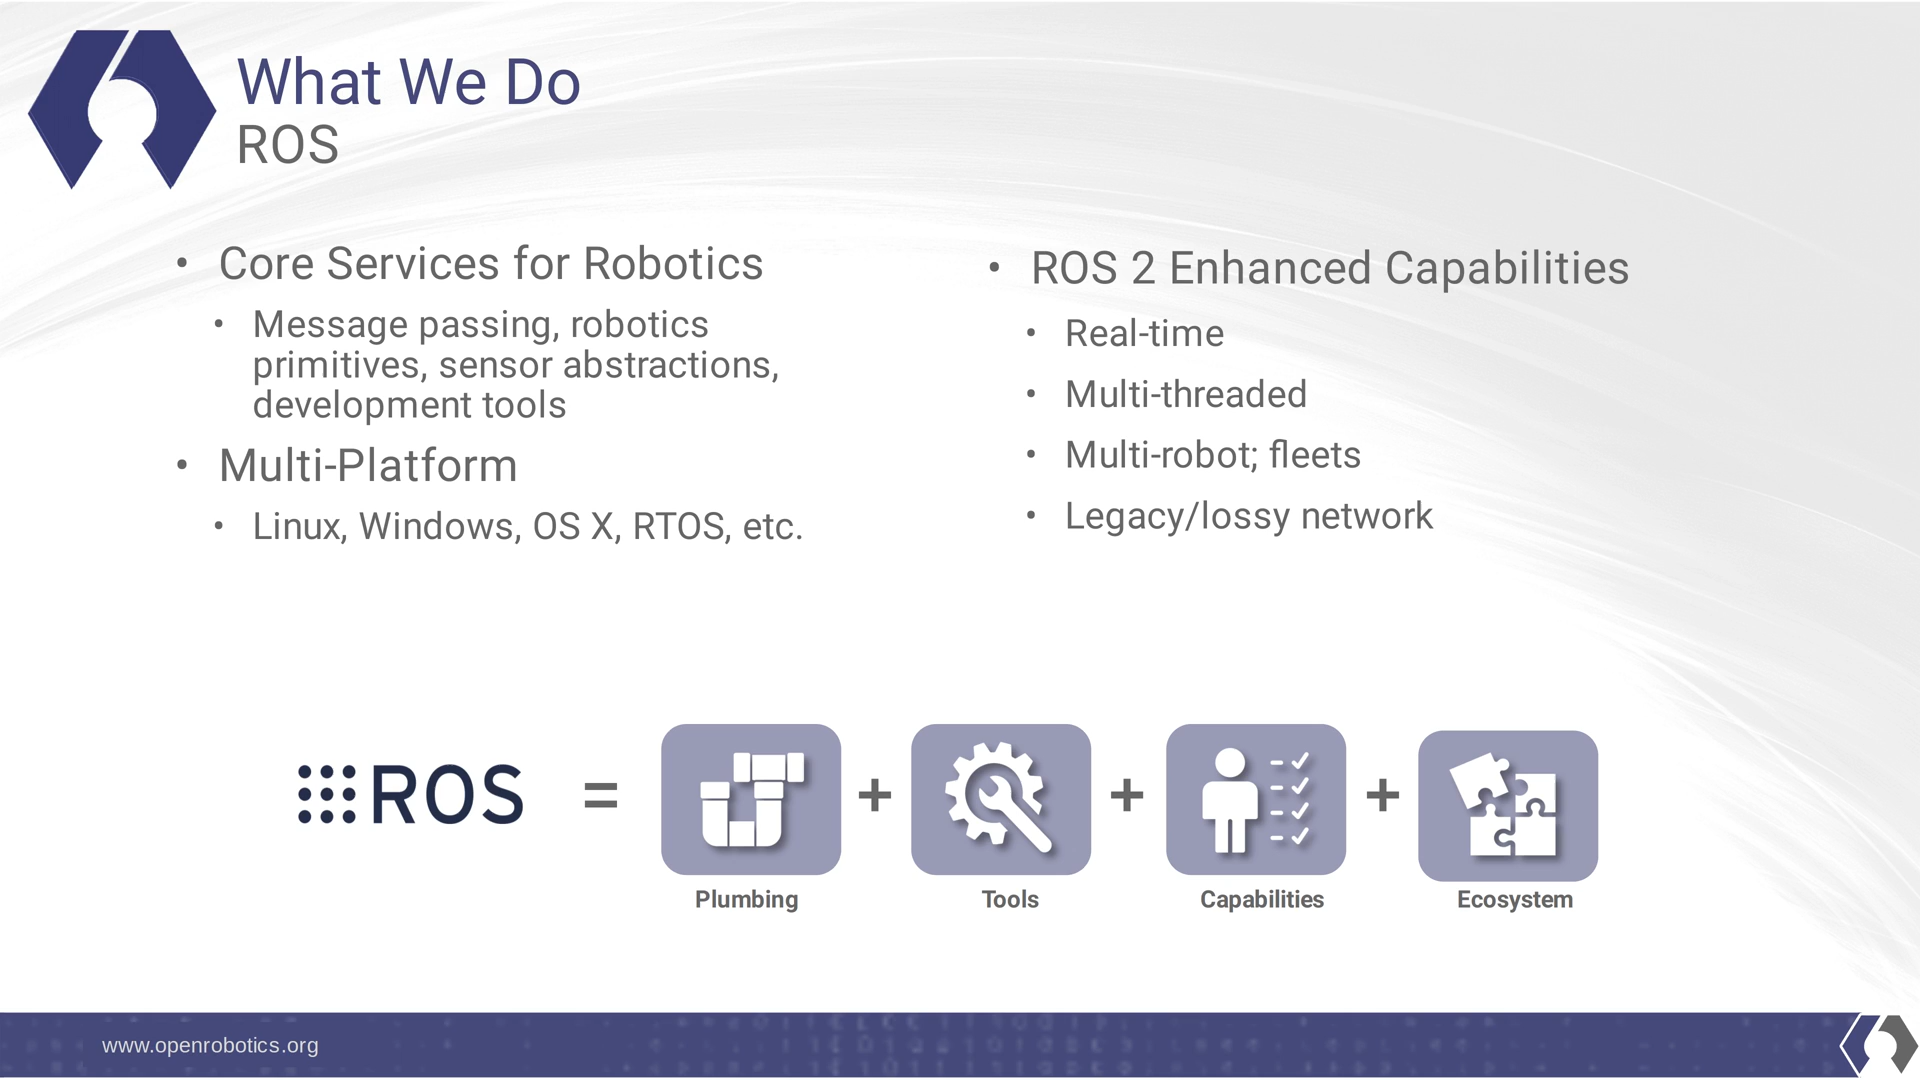 What We Do
ROS
• Core Services for Robotics
• Message passing, robotics
primitives, sensor abstractions,
development tools
• Multi-Platform
• Linux, Windows, OS X, RTOS, etc.
• ROS 2 Enhanced Capabilities
• Real-time
• Multi-threaded
• Multi-robot; fleets
• Legacy/lossy network
ROS = + + +
Plumbing Tools Capabilities Ecosystem
www.openrobotics.org